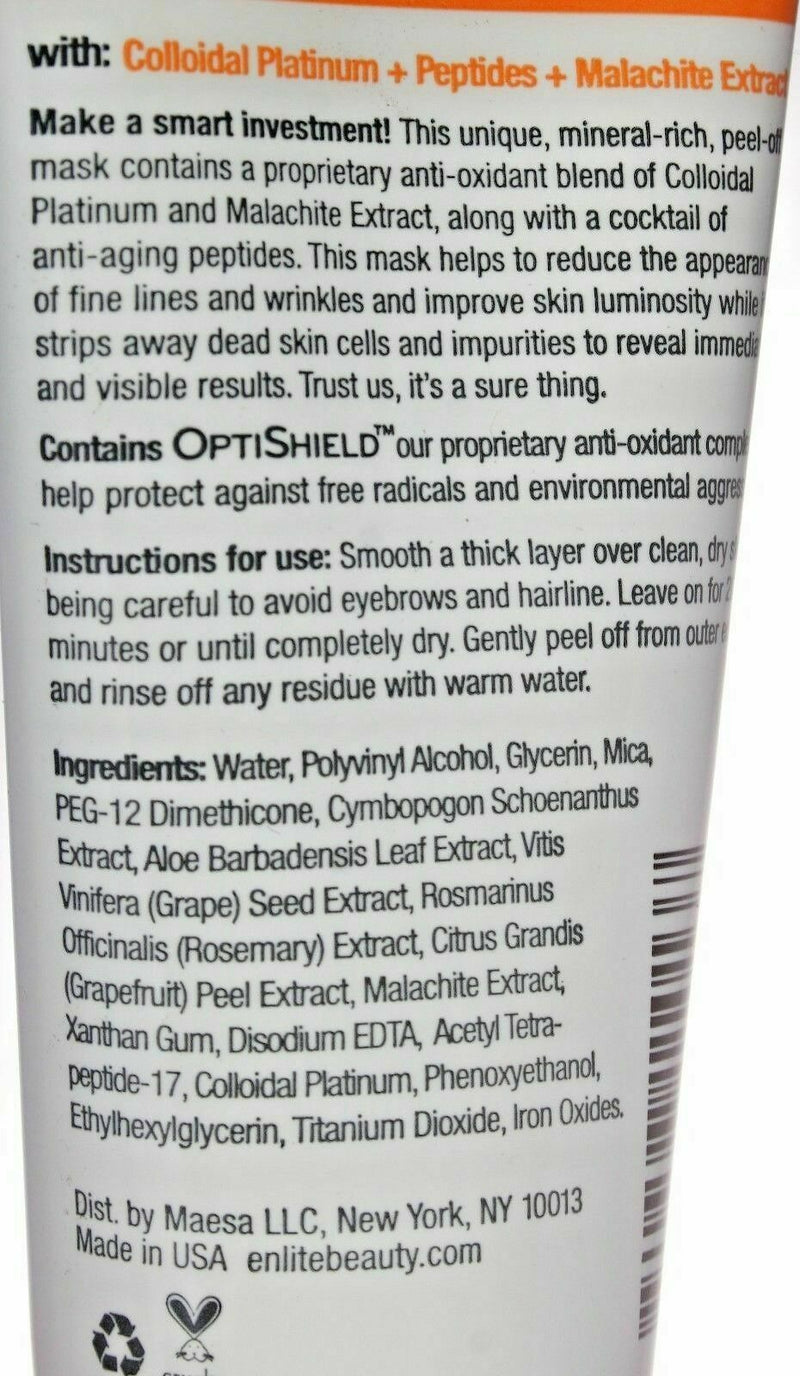 with: Colloidal Platinum + Peptides + Malachite Extrac
Make a smart investment! This unique, mineral-rich, peel-off
mask contains a proprietary anti-oxidant blend of Colloidal
Platinum and Malachite Extract, along with a cocktail of
anti-aging peptides. This mask helps to reduce the appearan
of fine lines and wrinkles and improve skin luminosity while
strips away dead skin cells and impurities to reveal immedia
and visible results. Trust us, it's a sure thing.
Contains OPTISHIELD™ our proprietary anti-oxidant compl
help protect against free radicals and environmental aggres
Instructions for use: Smooth a thick layer over clean, dry
being careful to avoid eyebrows and hairline. Leave on for
minutes or until completely dry. Gently peel off from outer
and rinse off any residue with warm water.
Ingredients: Water, Polyvinyl Alcohol, Glycerin, Mica,
PEG-12 Dimethicone, Cymbopogon Schoenanthus
Extract, Aloe Barbadensis Leaf Extract, Vitis
Vinifera (Grape) Seed Extract, Rosmarinus
Officinalis (Rosemary) Extract, Citrus Grandis
(Grapefruit) Peel Extract, Malachite Extract,
Xanthan Gum, Disodium EDTA, Acetyl Tetra-
peptide-17, Colloidal Platinum, Phenoxyethanol,
Ethylhexylglycerin, Titanium Dioxide, Iron Oxides.
Dist. by Maesa LLC, New York, NY 10013
Made in USA enlitebeauty.com